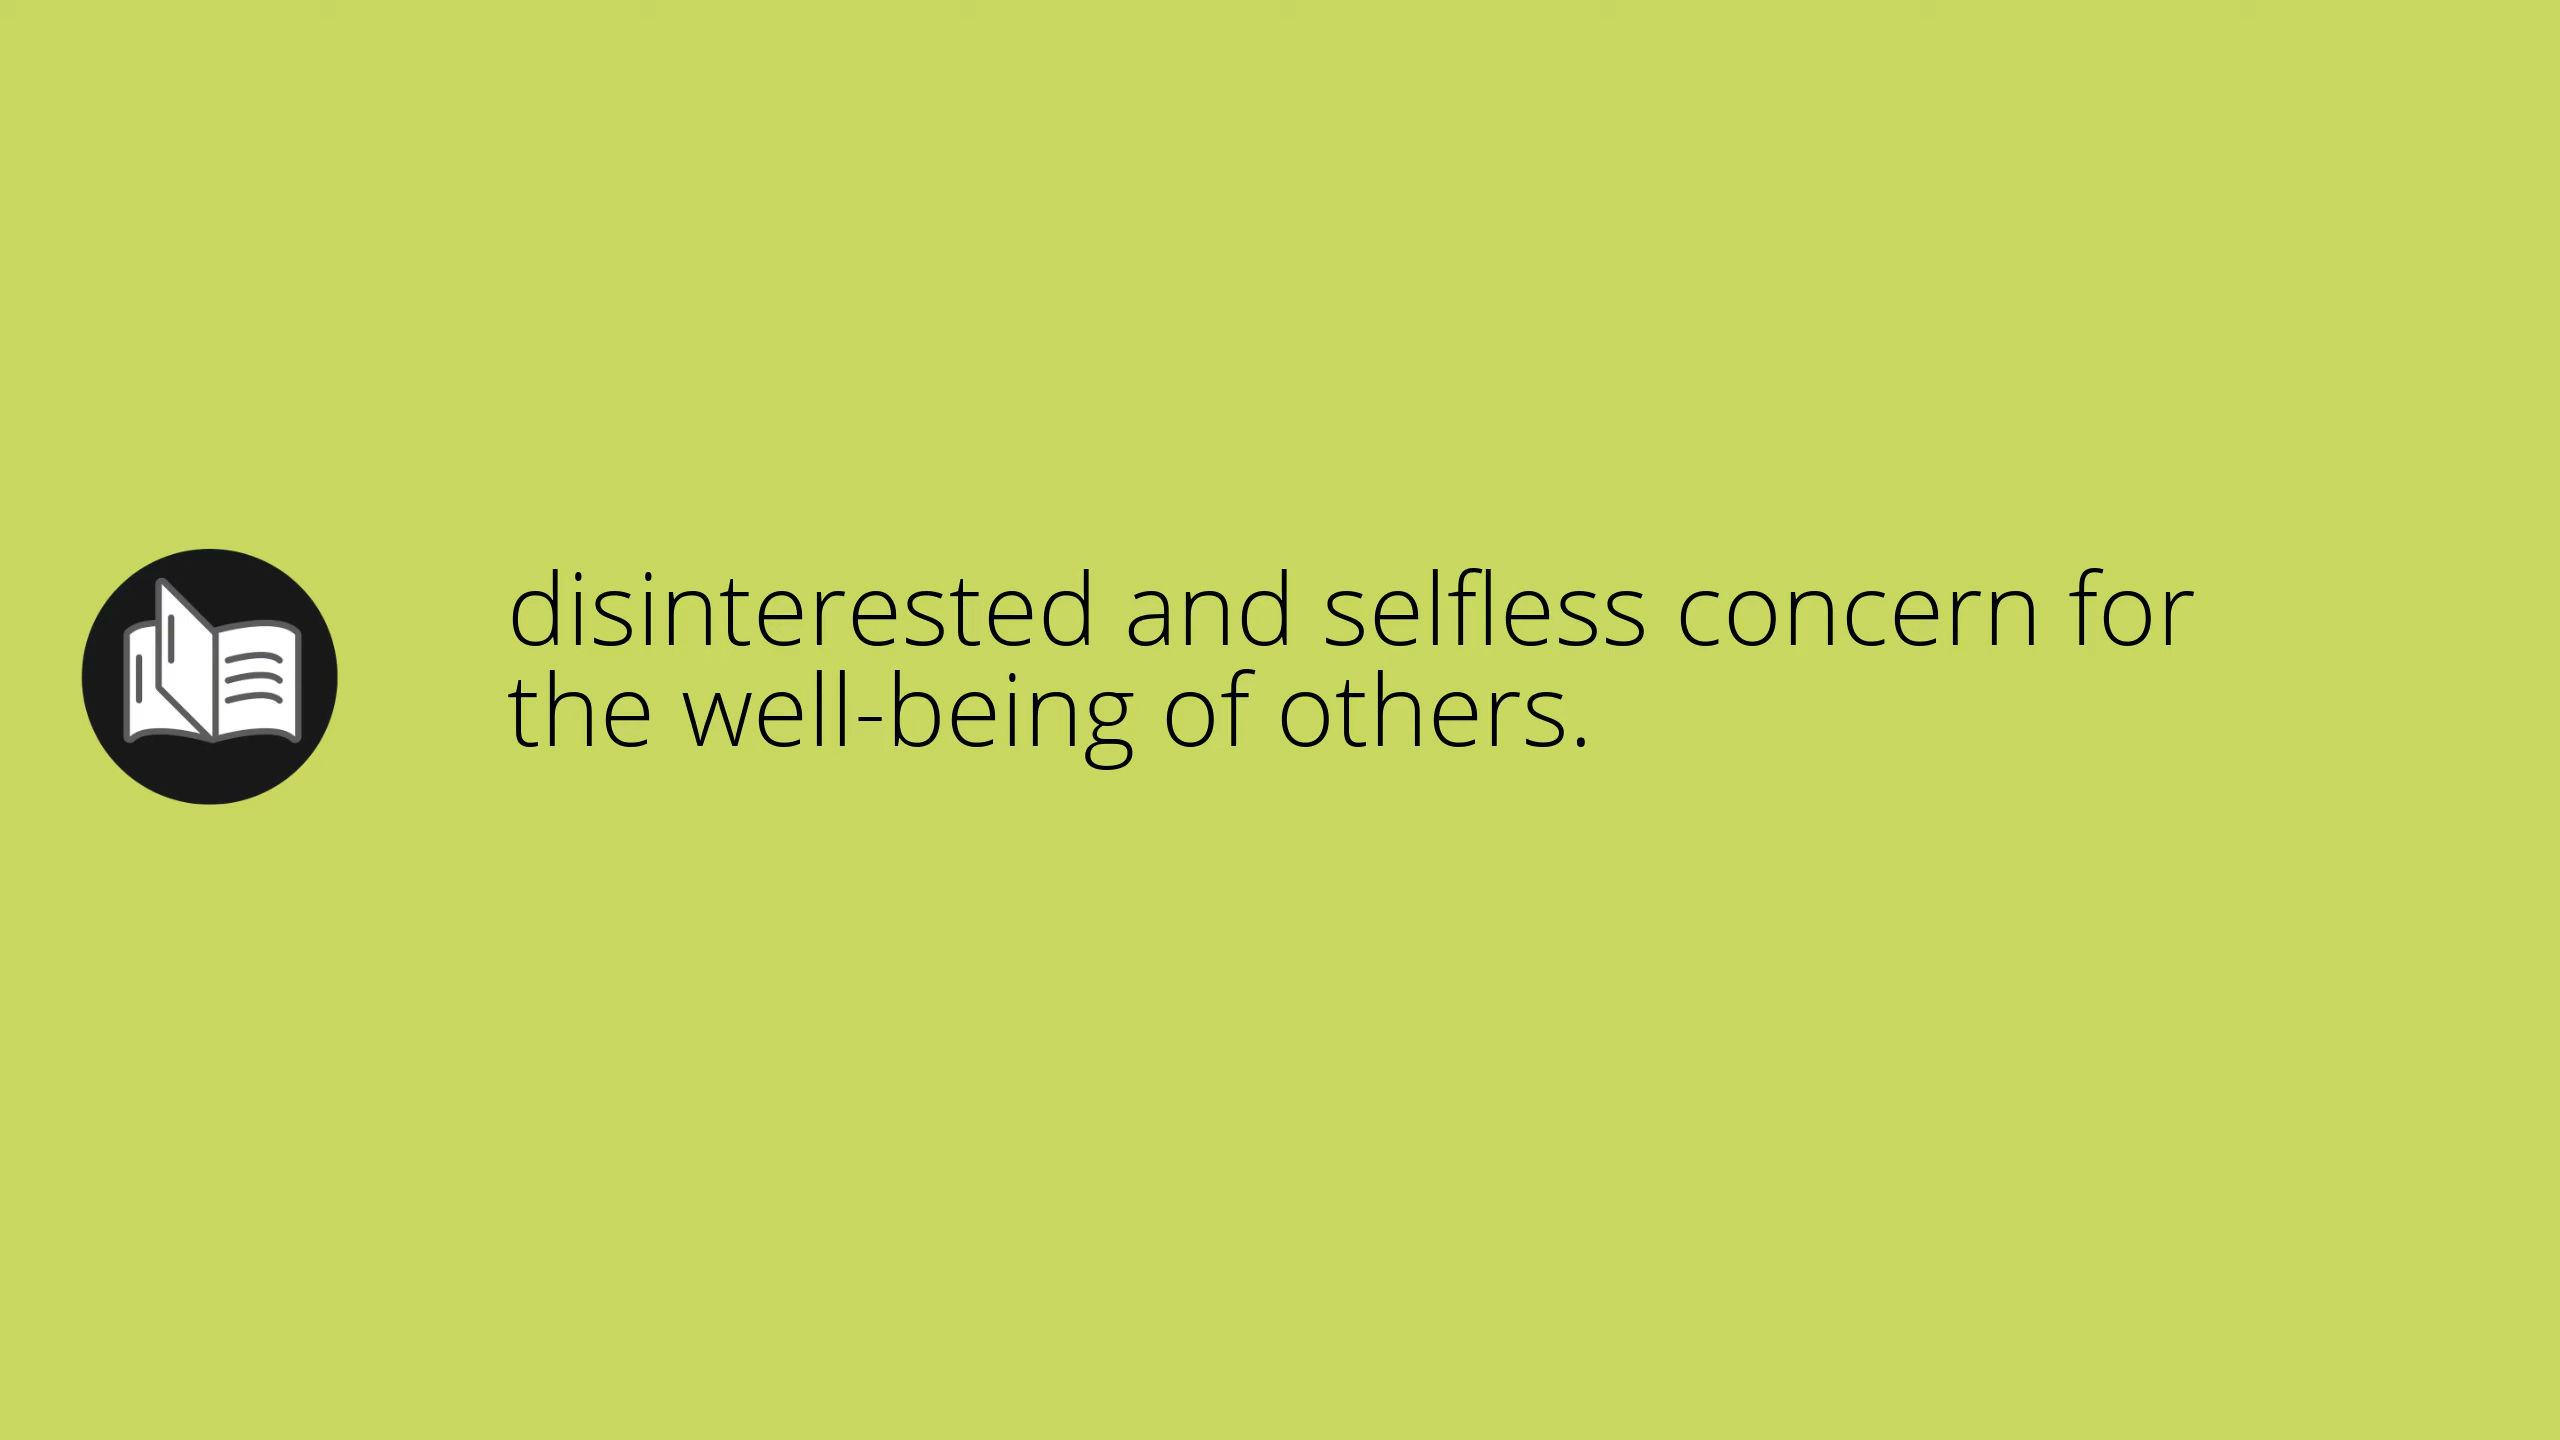 disinterested and selfless concern for
the well-being of others.